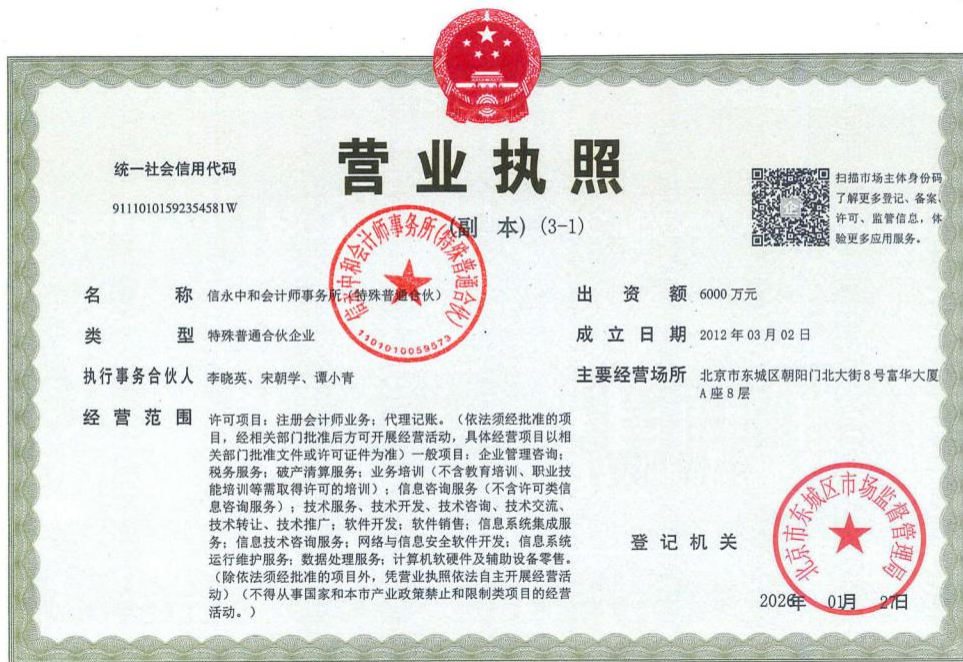 营业执照
(副 本) (3-1)
统一社会信用代码
91110101592354581W
扫描市场主体身份码
了解更多登记、备案、
许可、监管信息，体
验更多应用服务。
企
名 称 信永中和会计师事务所（特殊普通合伙）
类 型 特殊普通合伙企业
执行事务合伙人 李晓英、宋朝学、谭小青
经营范围 许可项目：注册会计师业务；代理记账。（依法须经批准的项
目，经相关部门批准后方可开展经营活动，具体经营项目以相
关部门批准文件或许可证件为准）一般项目：企业管理咨询；
税务服务；破产清算服务；业务培训（不含教育培训、职业技
能培训等需取得许可的培训）；信息咨询服务（不含许可类信
息咨询服务）；技术服务、技术开发、技术咨询、技术交流、
技术转让、技术推广；软件开发；软件销售；信息系统集成服
务；信息技术咨询服务；网络与信息安全软件开发；信息系统
运行维护服务；数据处理服务；计算机软硬件及辅助设备零售。
（除依法须经批准的项目外，凭营业执照依法自主开展经营活
动）（不得从事国家和本市产业政策禁止和限制类项目的经营
活动。）
出 资 额 6000 万元
成立日期 2012 年 03 月 02 日
主要经营场所 北京市东城区朝阳门北大街8号富华大厦
A 座 8 层
登记机关
2026年 01月 27日
信永中和会计师事务所(特殊普通合伙)
1101010059573
北京市东城区市场监督管理局